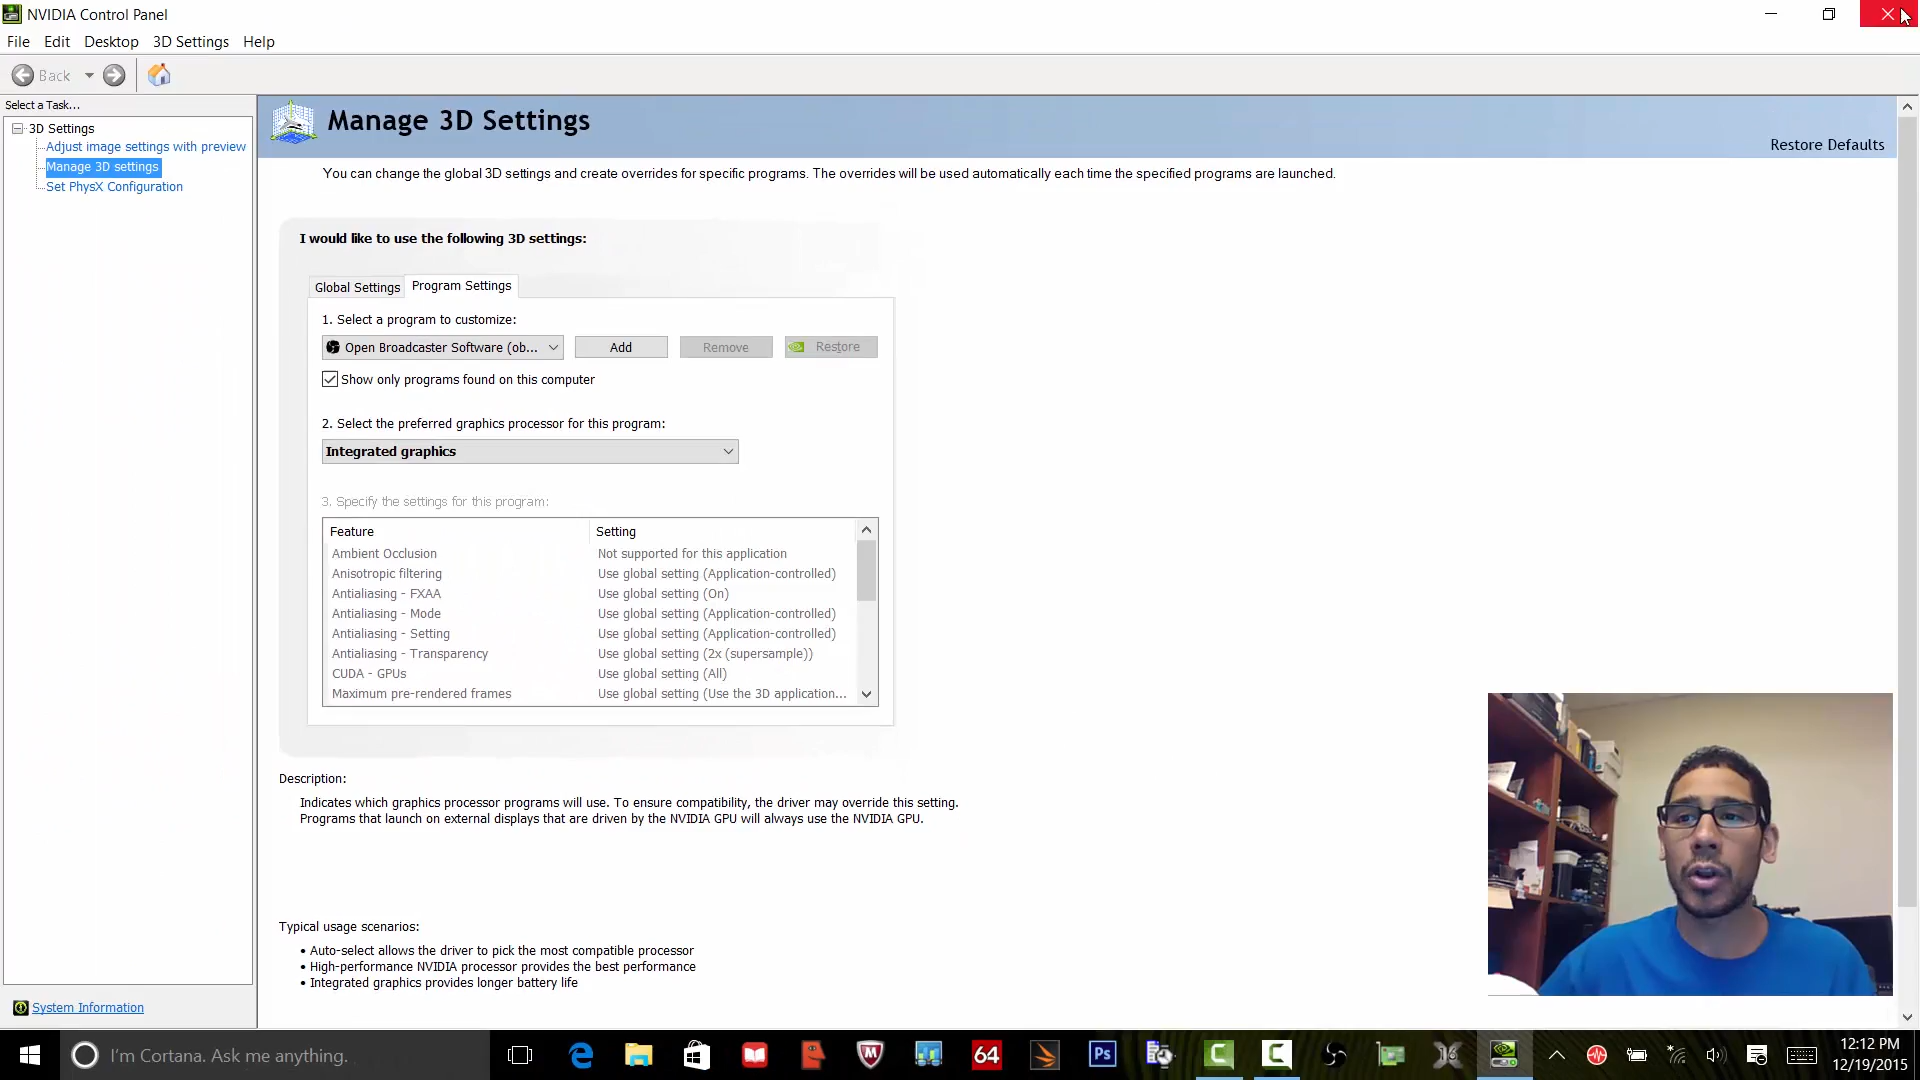 NVIDIA Control Panel
File Edit Desktop 3D Settings Help
Back
Select a Task...
3D Settings
Adjust image settings with preview
Manage 3D settings
Set PhysX Configuration
System Information
Manage 3D Settings
Restore Defaults
You can change the global 3D settings and create overrides for specific programs. The overrides will be used automatically each time the specified programs are launched.
I would like to use the following 3D settings:
Global Settings Program Settings
1. Select a program to customize:
Open Broadcaster Software (ob... Add Remove Restore
Show only programs found on this computer
2. Select the preferred graphics processor for this program:
Integrated graphics
3. Specify the settings for this program:
Feature Setting
Ambient Occlusion Not supported for this application
Anisotropic filtering Use global setting (Application-controlled)
Antialiasing - FXAA Use global setting (On)
Antialiasing - Mode Use global setting (Application-controlled)
Antialiasing - Setting Use global setting (Application-controlled)
Antialiasing - Transparency Use global setting (2x (supersample))
CUDA - GPUs Use global setting (All)
Maximum pre-rendered frames Use global setting (Use the 3D application...
Description:
Indicates which graphics processor programs will use. To ensure compatibility, the driver may override this setting.
Programs that launch on external displays that are driven by the NVIDIA GPU will always use the NVIDIA GPU.
Typical usage scenarios:
• Auto-select allows the driver to pick the most compatible processor
• High-performance NVIDIA processor provides the best performance
• Integrated graphics provides longer battery life
I'm Cortana. Ask me anything.
64
Ps
12:12 PM
12/19/2015